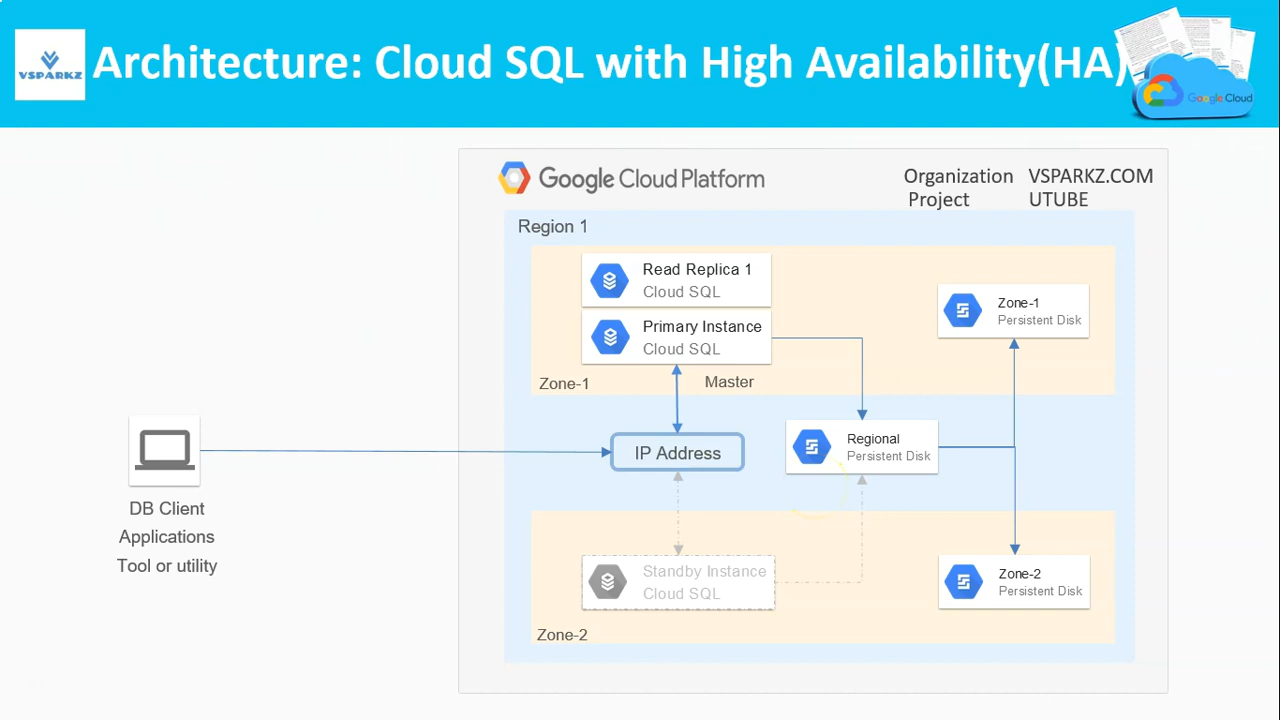 VSPARKZ
Architecture: Cloud SQL with High Availability(HA)
Google Cloud
Google Cloud Platform
Organization VSPARKZ.COM
Project UTUBE
Region 1
Read Replica 1
Cloud SQL
Primary Instance
Cloud SQL
Zone-1
Persistent Disk
Zone-1
Master
IP Address
Regional
Persistent Disk
DB Client
Applications
Tool or utility
Standby Instance
Cloud SQL
Zone-2
Persistent Disk
Zone-2